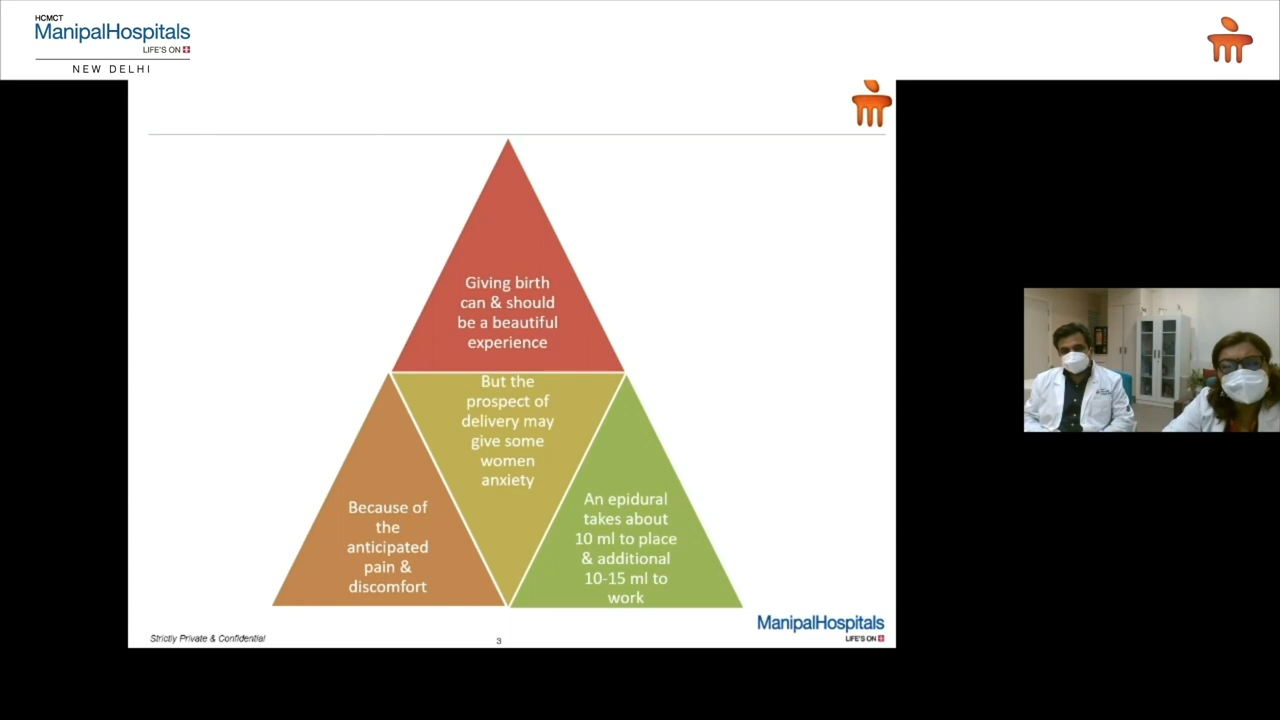 HCMCT
ManipalHospitals
LIFE'S ON
NEW DELHI
Giving birth
can & should
be a beautiful
experience
But the
prospect of
delivery may
give some
women
anxiety
Because of
the
anticipated
pain &
discomfort
An epidural
takes about
10 ml to place
& additional
10-15 ml to
work
ManipalHospitals
LIFE'S ON
Strictly Private & Confidential
3